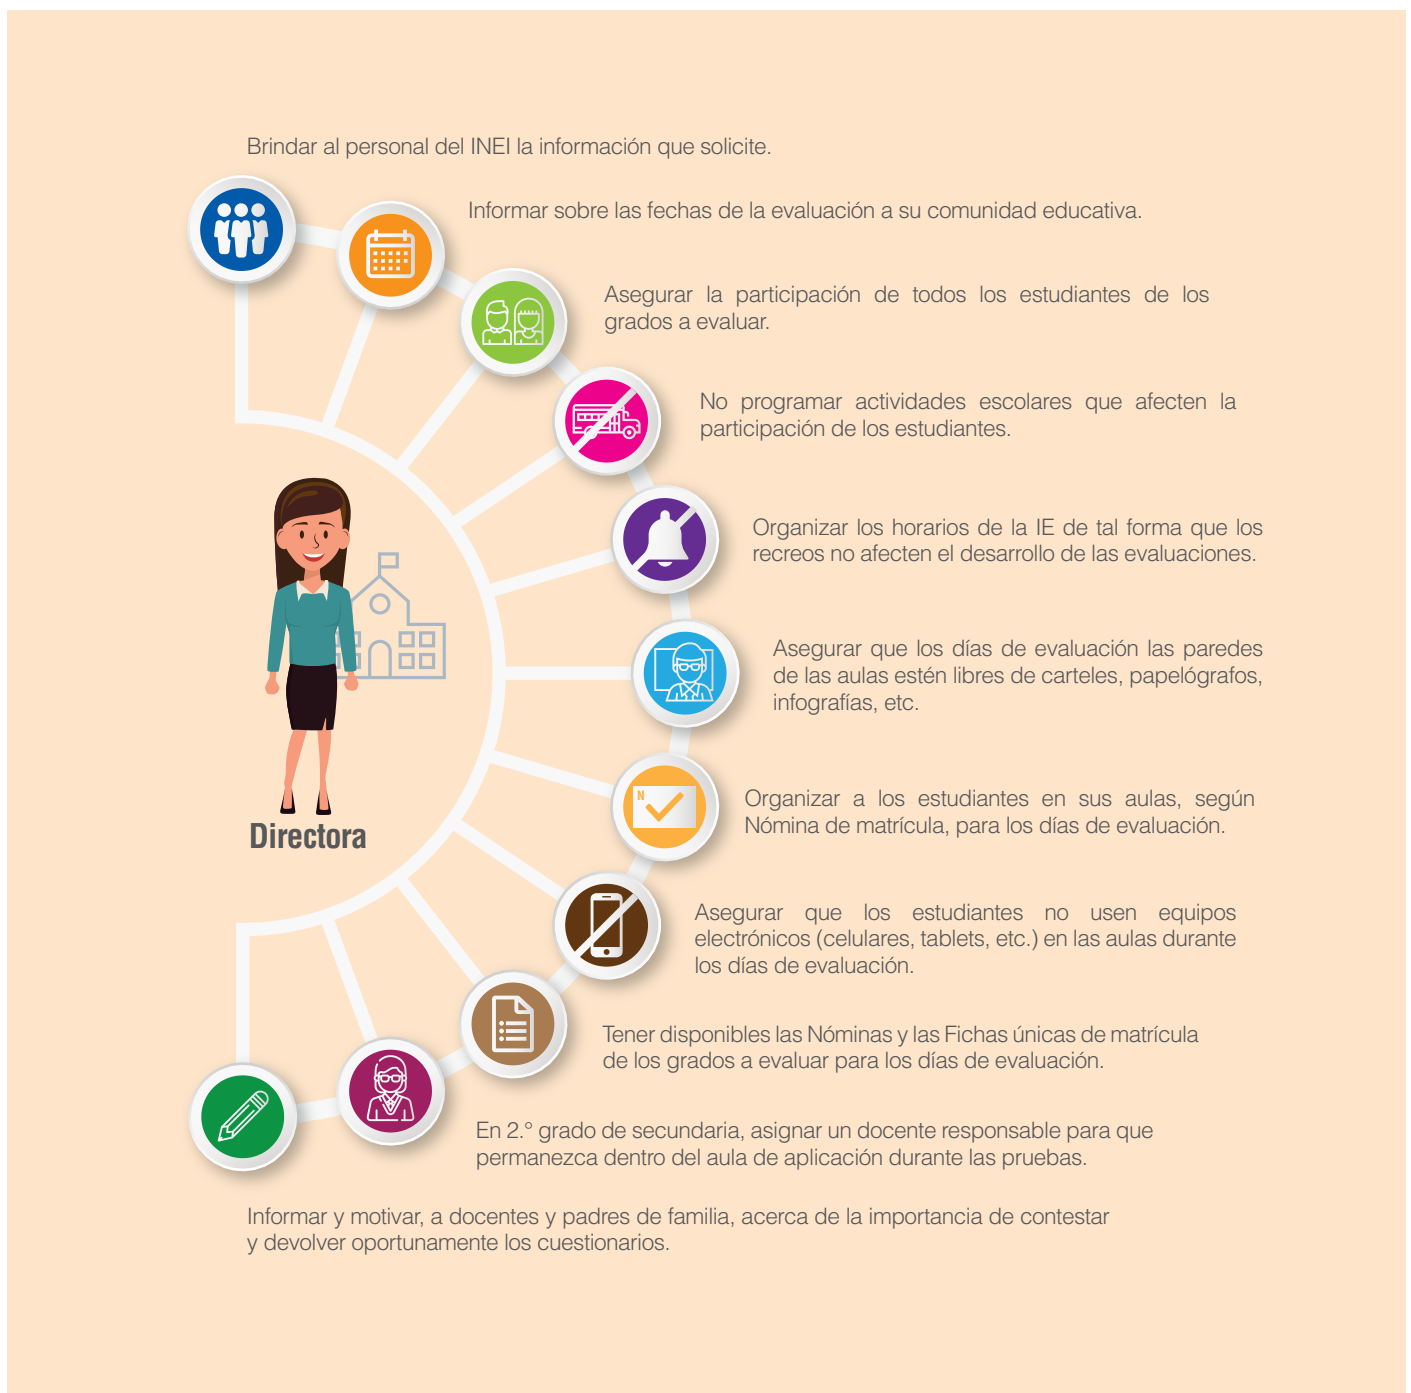 Brindar al personal del INEI la información que solicite.
Informar sobre las fechas de la evaluación a su comunidad educativa.
Asegurar la participación de todos los estudiantes de los
grados a evaluar.
No programar actividades escolares que afecten la
participación de los estudiantes.
Organizar los horarios de la IE de tal forma que los
recreos no afecten el desarrollo de las evaluaciones.
Asegurar que los días de evaluación las paredes
de las aulas estén libres de carteles, papelógrafos,
infografías, etc.
N
Organizar a los estudiantes en sus aulas, según
Nómina de matrícula, para los días de evaluación.
Directora
Asegurar que los estudiantes no usen equipos
electrónicos (celulares, tablets, etc.) en las aulas durante
los días de evaluación.
Tener disponibles las Nóminas y las Fichas únicas de matrícula
de los grados a evaluar para los días de evaluación.
En 2.° grado de secundaria, asignar un docente responsable para que
permanezca dentro del aula de aplicación durante las pruebas.
Informar y motivar, a docentes y padres de familia, acerca de la importancia de contestar
y devolver oportunamente los cuestionarios.